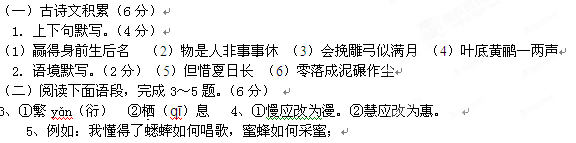 (一）古诗文积累(6 分）
1. 上下句默写。(4 分）
(1）赢得身前生后名 (2）物是人非事事休 (3）会挽雕弓似满月 (4）叶底黄鹂一两声
2. 语境默写。(2 分）(5）但惜夏日长 (6）零落成泥碾作尘
(二）阅读下面语段，完成 3～5 题。(6 分）
3、①繁 yǎn（衍） ②栖（qī）息 4、①慢应改为漫。②慧应改为惠。
5、例如：我懂得了蟋蟀如何唱歌，蜜蜂如何采蜜；